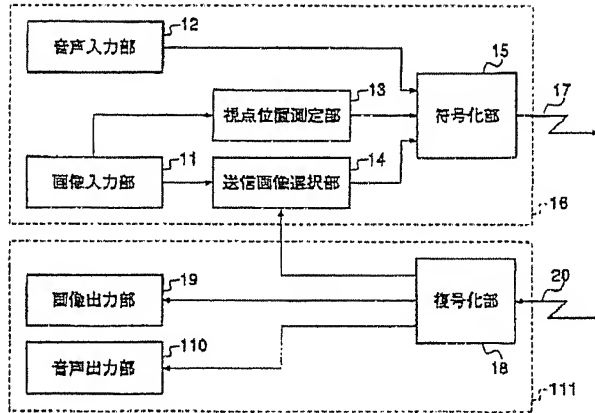 12
音声入力部
15
13
17
視点位置測定部
符号化部
11
14
画像入力部
送信画像選択部
16
19
20
画像出力部
復号化部
110
音声出力部
18
111